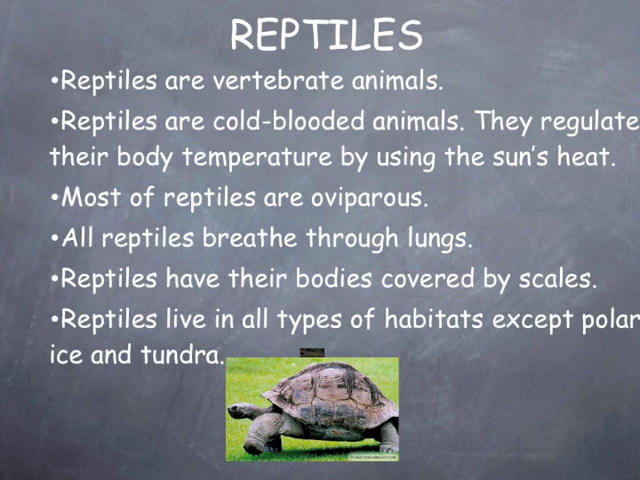 REPTILES
•Reptiles are vertebrate animals.
•Reptiles are cold-blooded animals. They regulate
their body temperature by using the sun's heat.
•Most of reptiles are oviparous.
•All reptiles breathe through lungs.
•Reptiles have their bodies covered by scales.
•Reptiles live in all types of habitats except polar
ice and tundra.